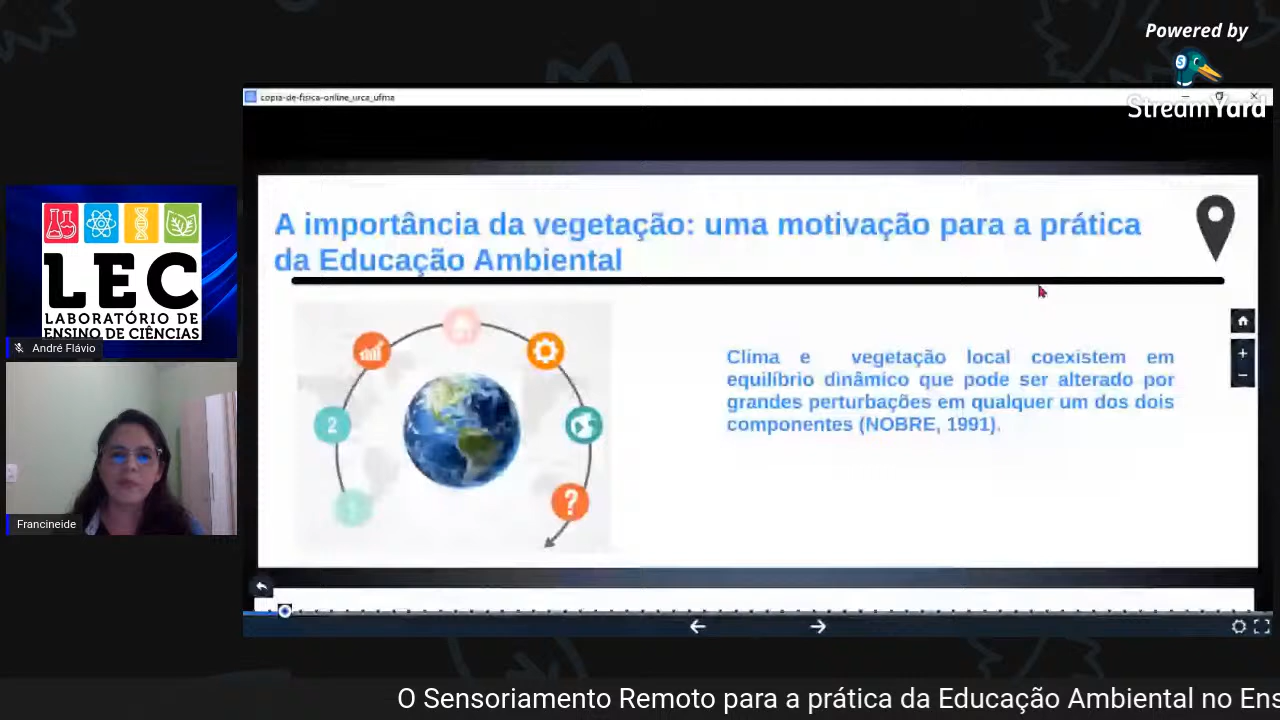 Powered by
StreamYard
copia-de-fisica-online_urca_ufma
A importância da vegetação: uma motivação para a prática
da Educação Ambiental
LEC
LABORATÓRIO DE
ENSINO DE CIÊNCIAS
André Flávio
Francineide
2
?
Clima e vegetação local coexistem em
equilíbrio dinâmico que pode ser alterado por
grandes perturbações em qualquer um dos dois
componentes (NOBRE, 1991).
O Sensoriamento Remoto para a prática da Educação Ambiental no Ens